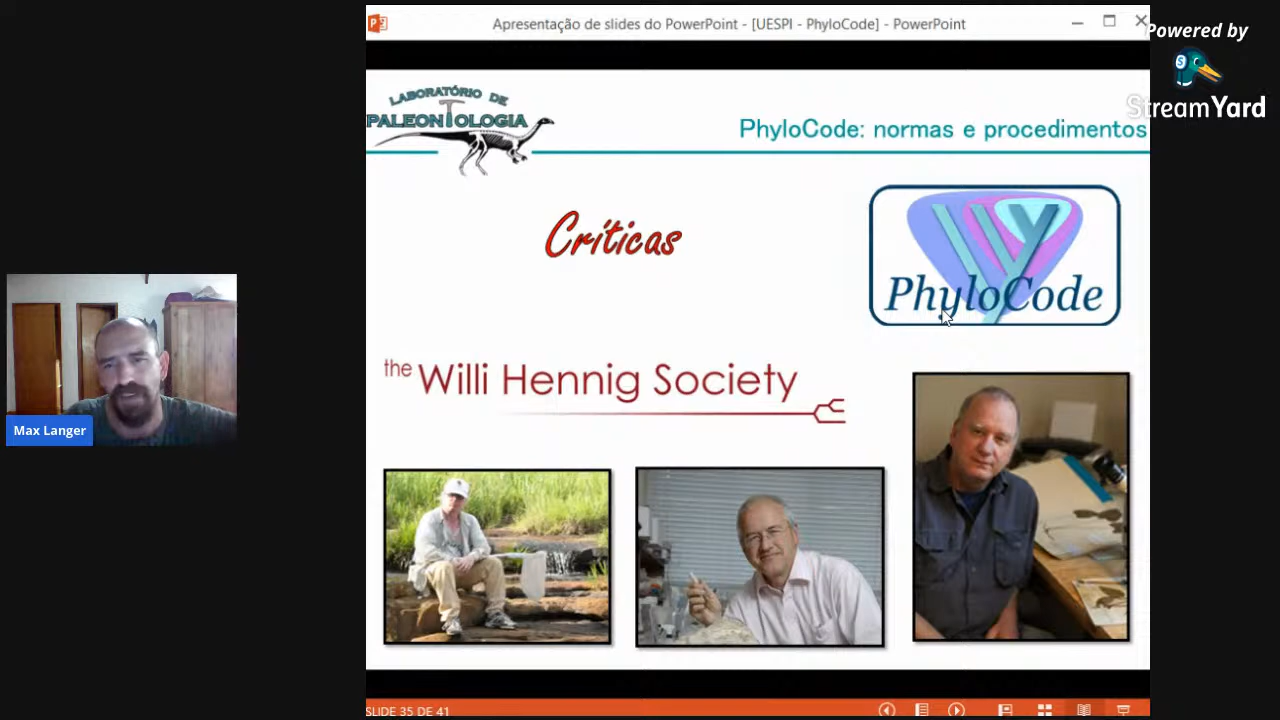 Apresentação de slides do PowerPoint - [UESPI - PhyloCode] - PowerPoint
Powered by
StreamYard
LABORATÓRIO DE
PALEONTOLOGIA
PhyloCode: normas e procedimentos
Críticas
PhyloCode
the Willi Hennig Society
Max Langer
SLIDE 35 DE 41